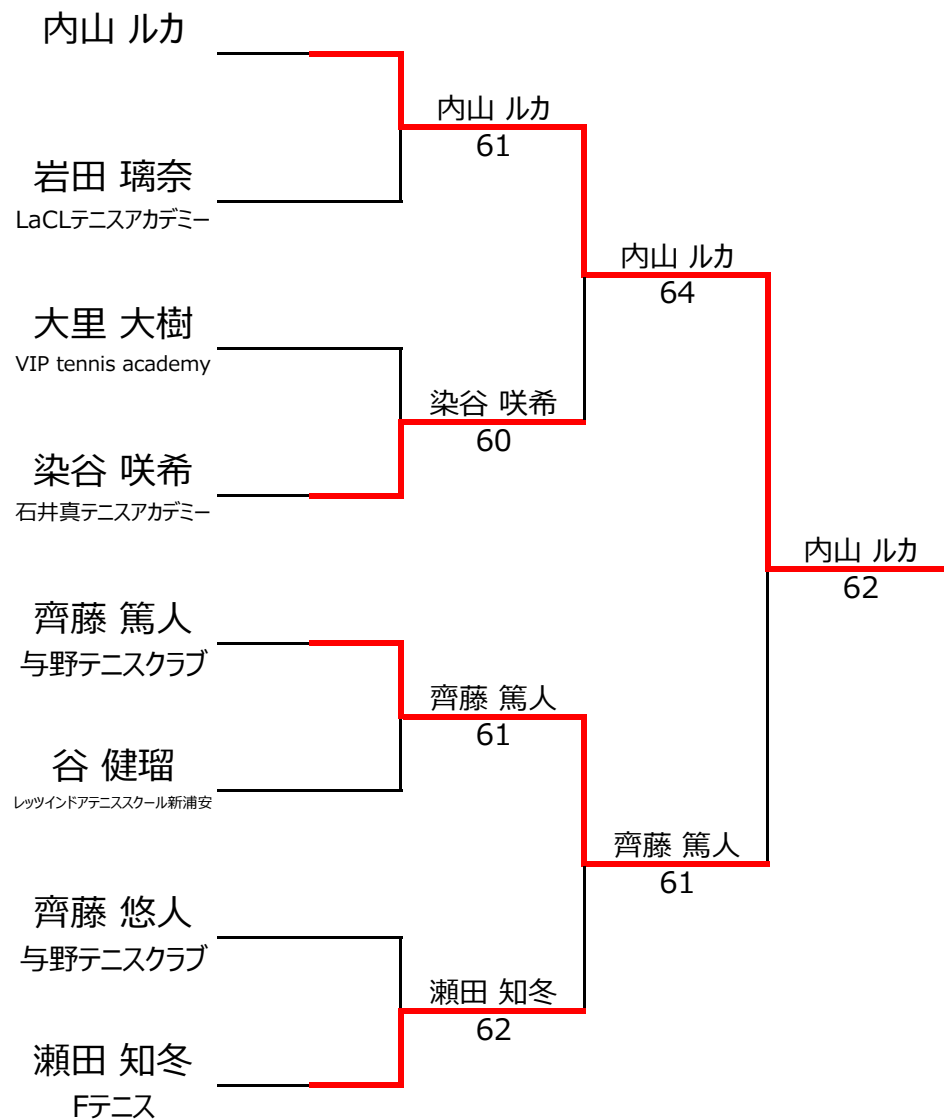 内山 ルカ
内山 ルカ
61
岩田 璃奈
LaCLテニスアカデミー
内山 ルカ
64
大里 大樹
VIP tennis academy
染谷 咲希
60
染谷 咲希
石井真テニスアカデミー
内山 ルカ
62
齊藤 篤人
与野テニスクラブ
齊藤 篤人
61
谷 健瑠
レッツインドアテニススクール新浦安
齊藤 篤人
61
齊藤 悠人
与野テニスクラブ
瀬田 知冬
62
瀬田 知冬
Fテニス